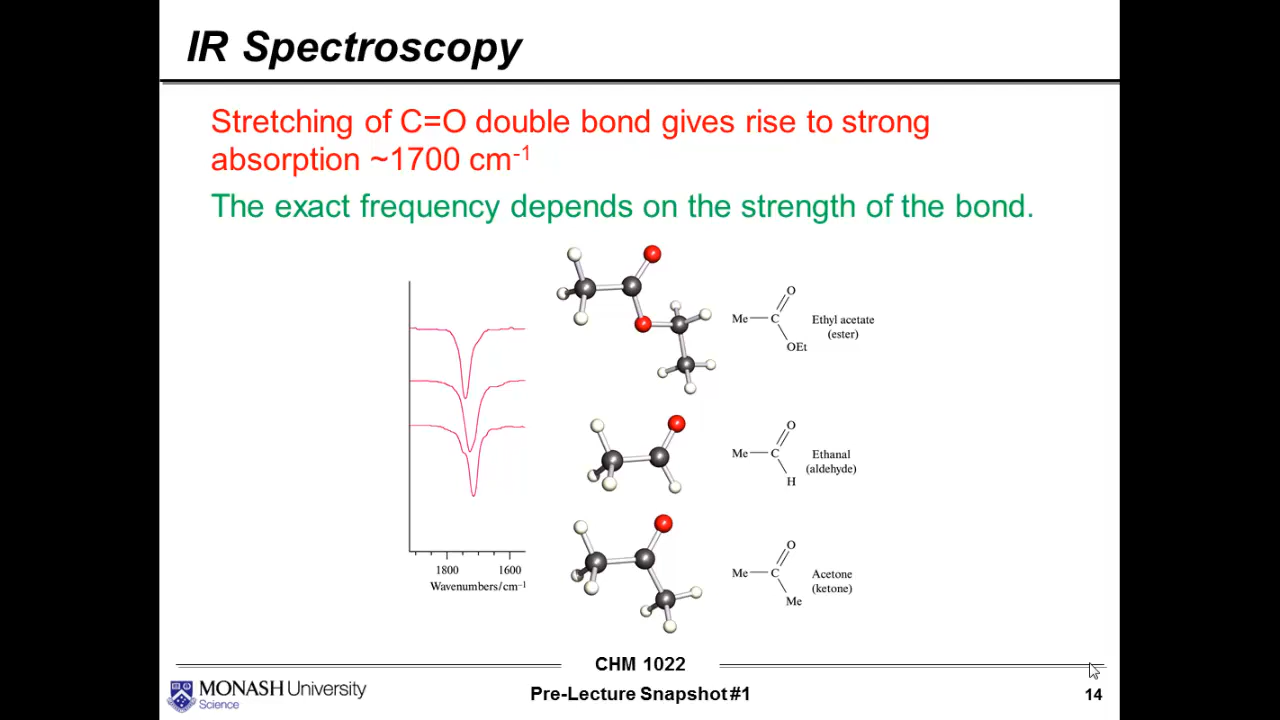 IR Spectroscopy
Stretching of C=O double bond gives rise to strong
absorption ~1700 cm⁻¹
The exact frequency depends on the strength of the bond.
O
Me C Ethyl acetate
(ester)
OEt
O
Me C Ethanal
(aldehyde)
H
O
Me C Acetone
(ketone)
Me
1800 1600
Wavenumbers/cm⁻¹
CHM 1022
MONASH University
Science
Pre-Lecture Snapshot #1
14